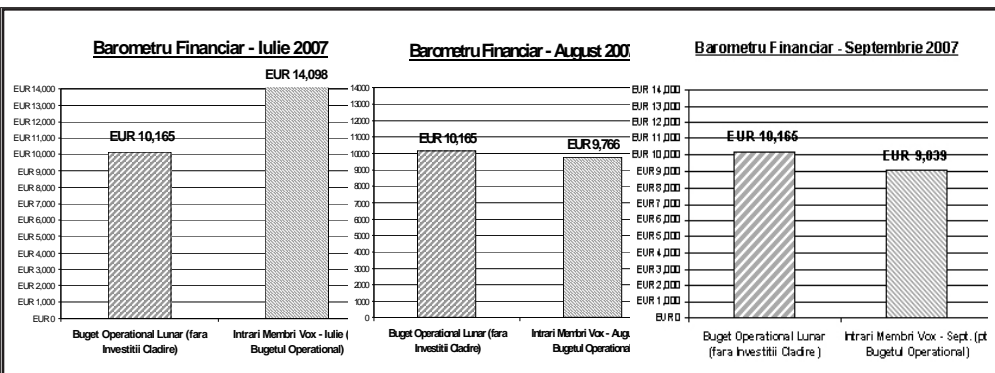 Barometru Financiar - Iulie 2007
EUR 14,098
EUR 14,000
EUR 13,000
EUR 12,000
EUR 11,000
EUR 10,000
EUR 9,000
EUR 8,000
EUR 7,000
EUR 6,000
EUR 5,000
EUR 4,000
EUR 3,000
EUR 2,000
EUR 1,000
EUR 0
EUR 10,165
Buget Operational Lunar (fara
Investitii Cladire)
Intrari Membri Vox - Iulie (
Bugetul Operational)
Barometru Financiar - August 2007
14000
13000
12000
11000
10000
9000
8000
7000
6000
5000
4000
3000
2000
1000
0
EUR 10,165
EUR 9,766
Buget Operational Lunar (fara
Investitii Cladire)
Intrari Membri Vox - Aug
Bugetul Operational
Barometru Financiar - Septembrie 2007
EUR 14,000
EUR 13,000
EUR 12,000
EUR 11,000
EUR 10,000
EUR 9,000
EUR 8,000
EUR 7,000
EUR 6,000
EUR 5,000
EUR 4,000
EUR 3,000
EUR 2,000
EUR 1,000
EUR 0
EUR 10,165
EUR 9,039
Buget Operational Lunar
(fara Investitii Cladire )
Intrari Membri Vox - Sept. (pt
Bugetul Operational)